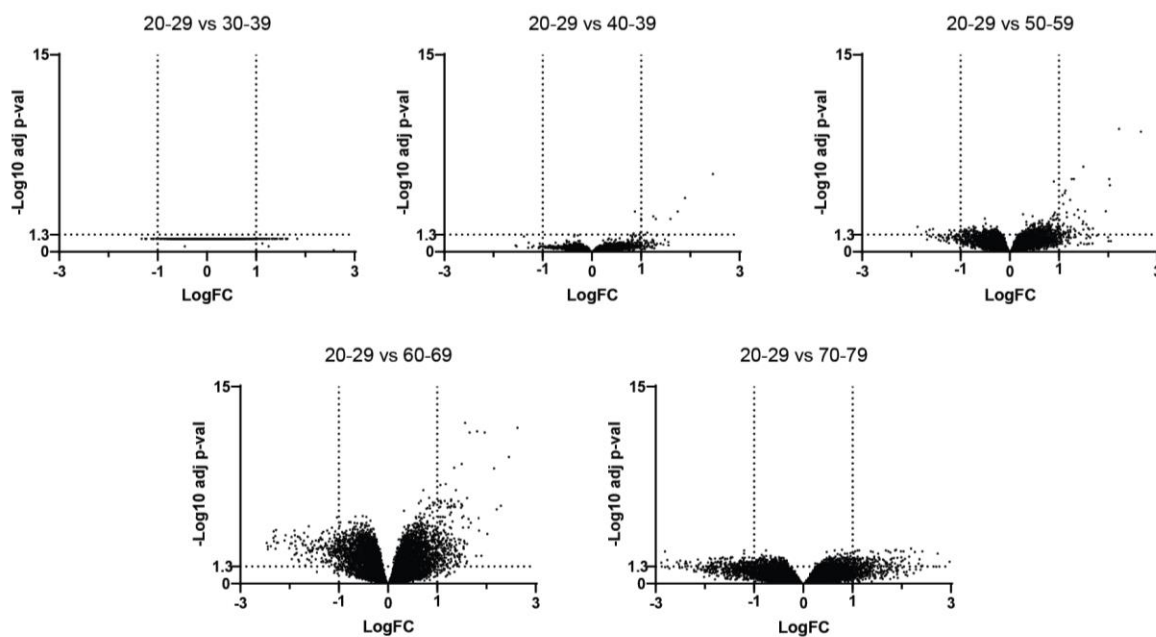 20-29 vs 30-39
15
-Log10 adj p-val
1.3
0
-3 -1 0 1 3
LogFC
20-29 vs 40-39
15
-Log10 adj p-val
1.3
0
-3 -1 0 1 3
LogFC
20-29 vs 50-59
15
-Log10 adj p-val
1.3
0
-3 -1 0 1 3
LogFC
20-29 vs 60-69
15
-Log10 adj p-val
1.3
0
-3 -1 0 1 3
LogFC
20-29 vs 70-79
15
-Log10 adj p-val
1.3
0
-3 -1 0 1 3
LogFC